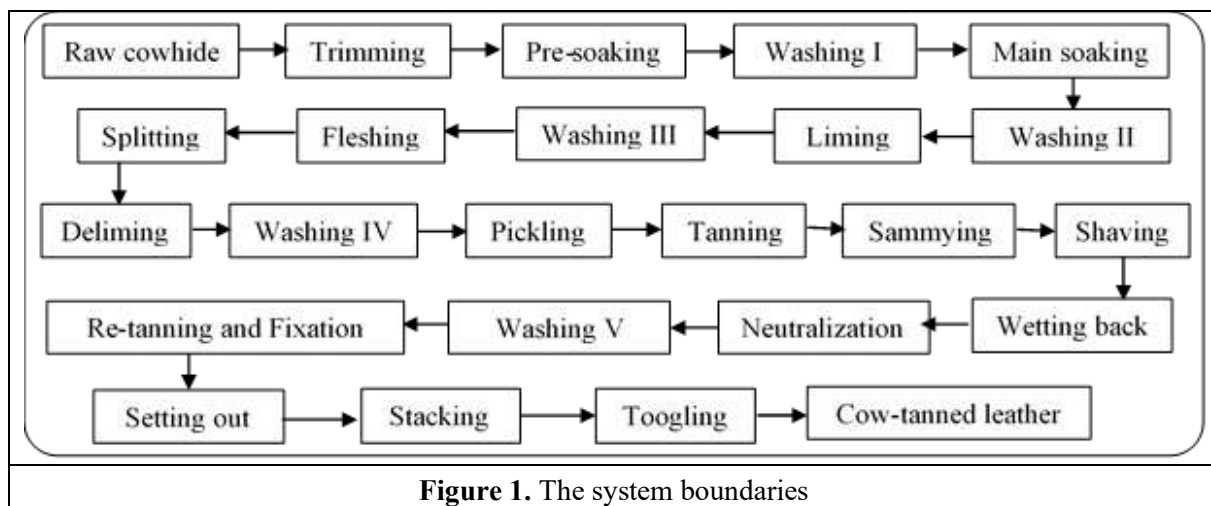 Raw cowhide Trimming Pre-soaking Washing I Main soaking
Splitting Fleshing Washing III Liming Washing II
Deliming Washing IV Pickling Tanning Sammying Shaving
Re-tanning and Fixation Washing V Neutralization Wetting back
Setting out Stacking Toogling Cow-tanned leather
Figure 1. The system boundaries